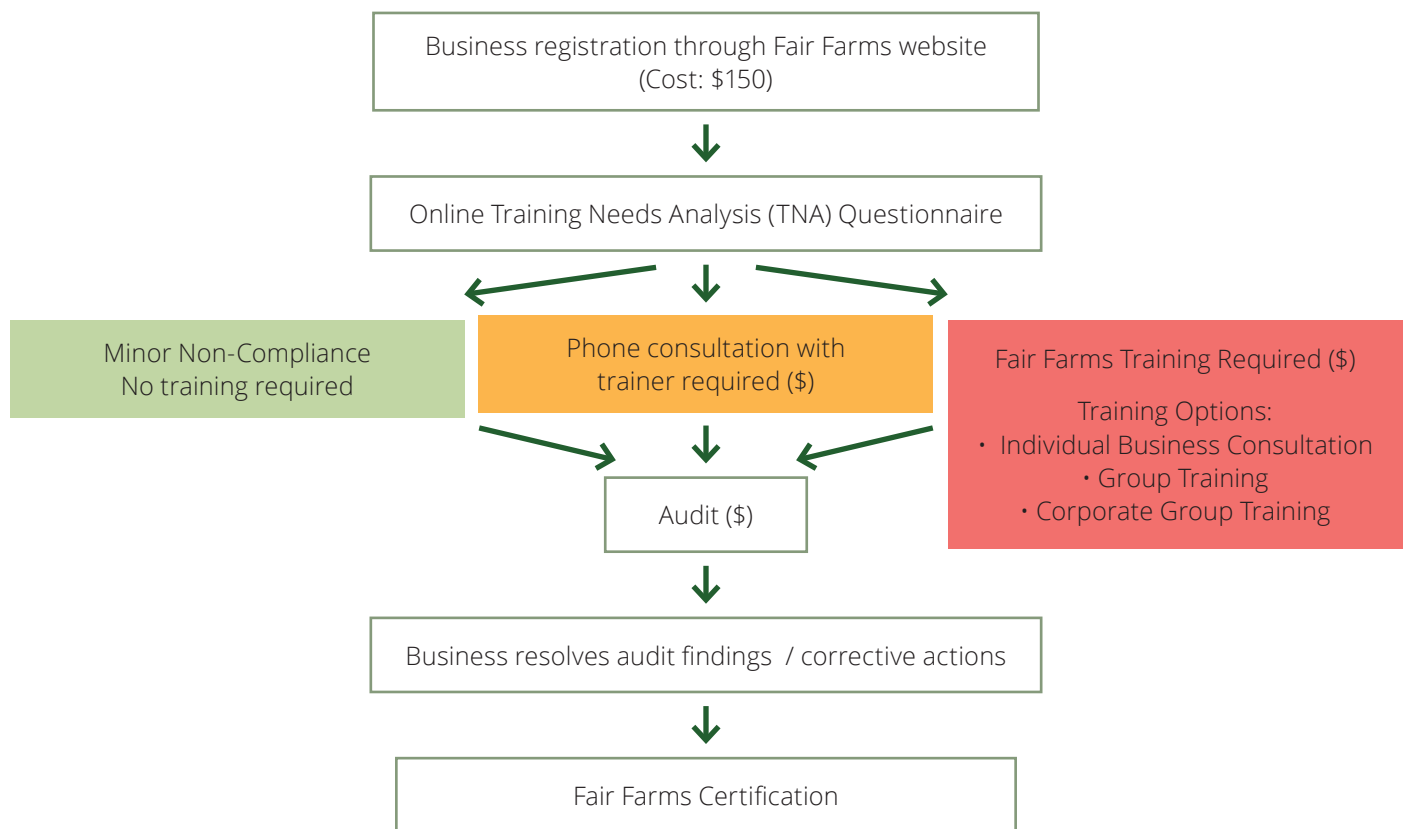 Business registration through Fair Farms website
(Cost: $150)
Online Training Needs Analysis (TNA) Questionnaire
Minor Non-Compliance
No training required
Phone consultation with
trainer required ($)
Fair Farms Training Required ($)
Training Options:
• Individual Business Consultation
• Group Training
• Corporate Group Training
Audit ($)
Business resolves audit findings / corrective actions
Fair Farms Certification